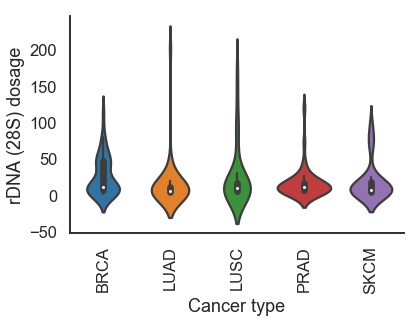 rDNA (28S) dosage
200
150
100
50
0
−50
BRCA
LUAD
LUSC
PRAD
SKCM
Cancer type